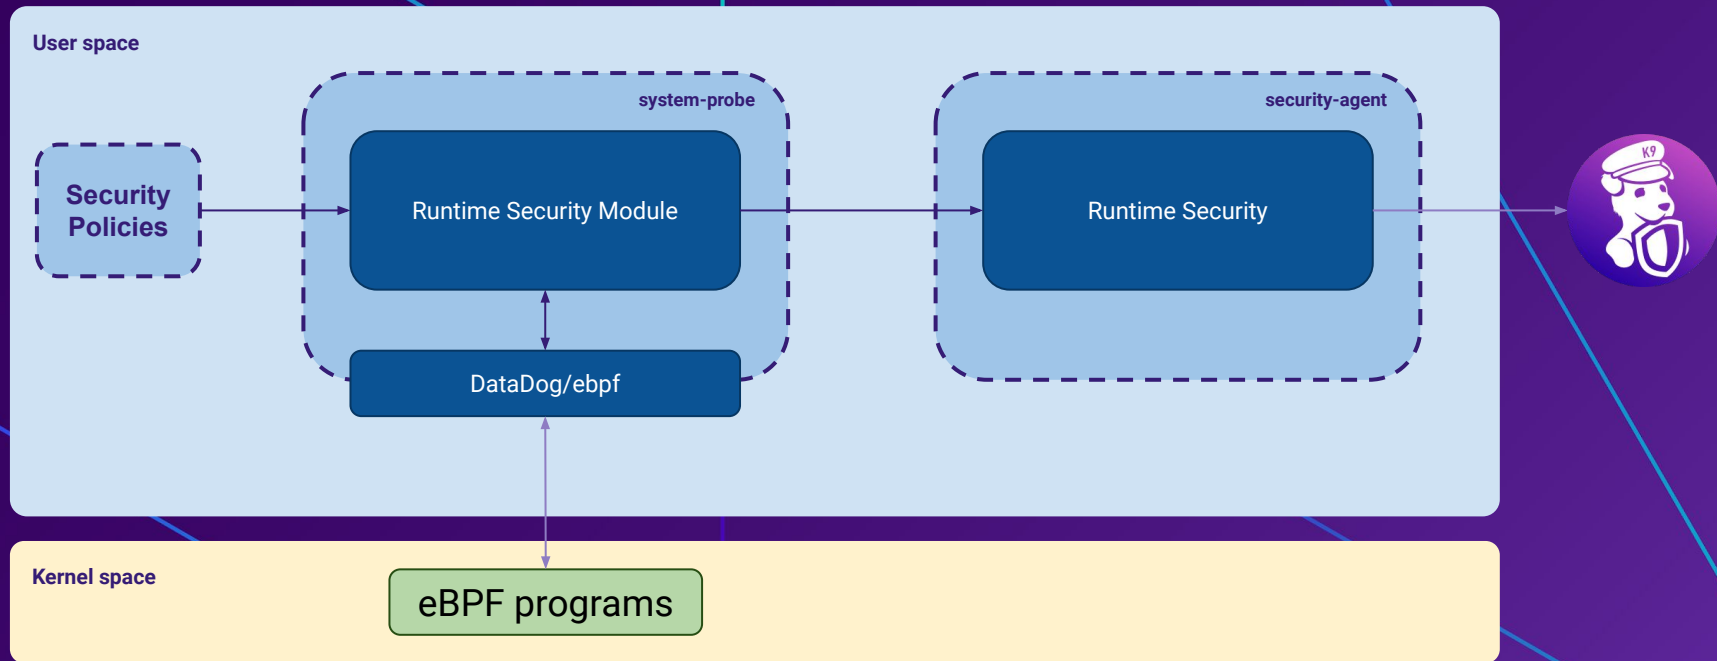 User space
system-probe
security-agent
K9
Security
Policies
Runtime Security Module
Runtime Security
DataDog/ebpf
Kernel space
eBPF programs